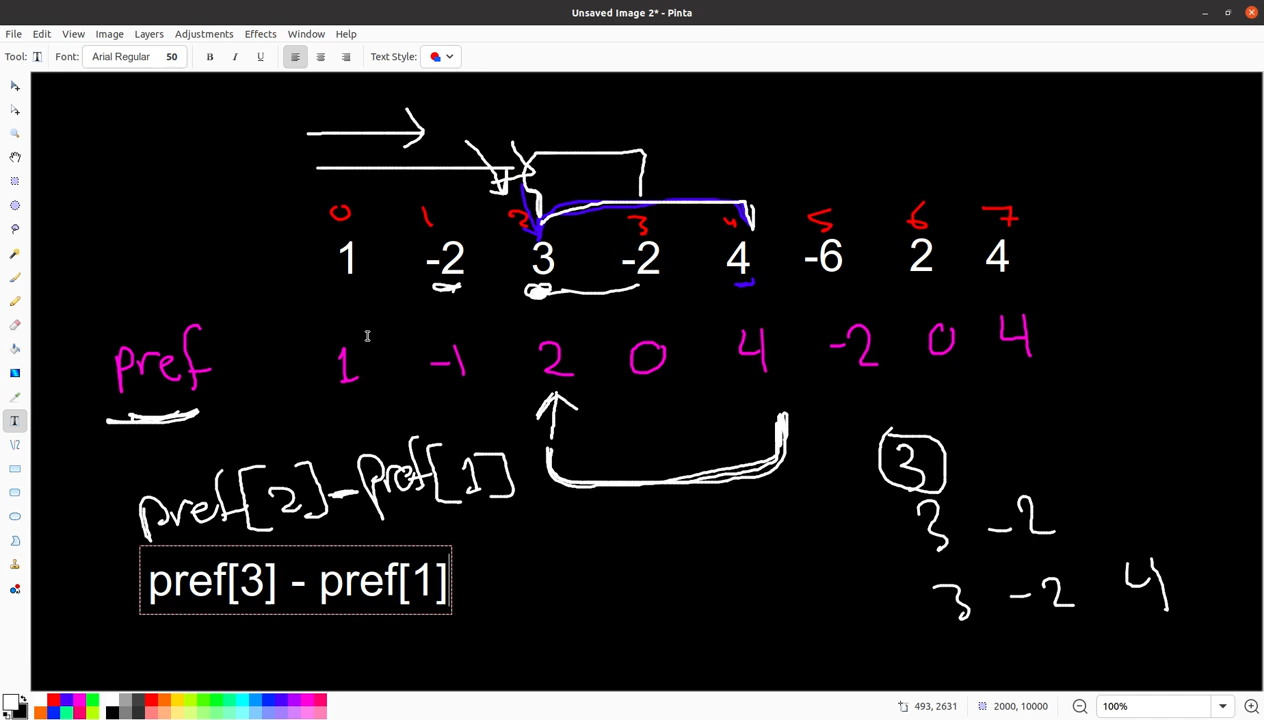 Unsaved Image 2* - Pinta
File Edit View Image Layers Adjustments Effects Window Help
Tool: T Font: Arial Regular 50 B I U Text Style:
0 1 2 3 4 5 6 7
1 -2 3 -2 4 -6 2 4
pref 1 -1 2 0 4 -2 0 4
pref[2]-pref[1]
3
3 -2
pref[3] - pref[1]
3 -2 4
493, 2631 2000, 10000 100%